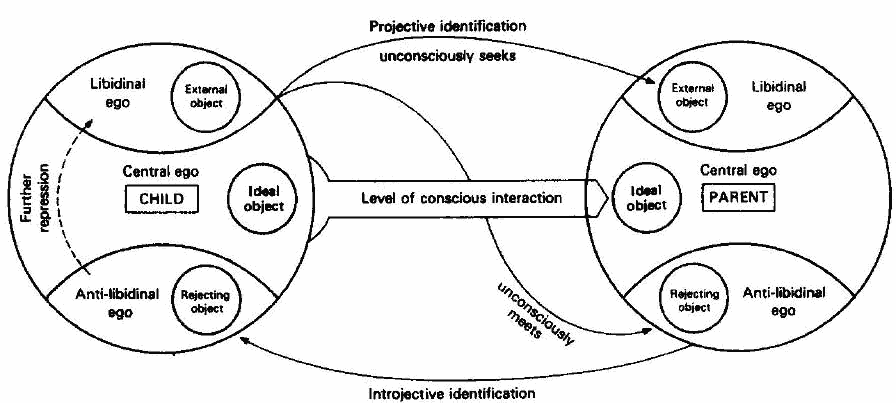 Projective identification
unconsciously seeks
Libidinal
ego
External
object
External
object
Libidinal
ego
Further
repression
Central ego
CHILD
Ideal
object
Level of conscious interaction
Ideal
object
Central ego
PARENT
Anti-libidinal
ego
Rejecting
object
unconsciously
meets
Rejecting
object
Anti-libidinal
ego
Introjective identification